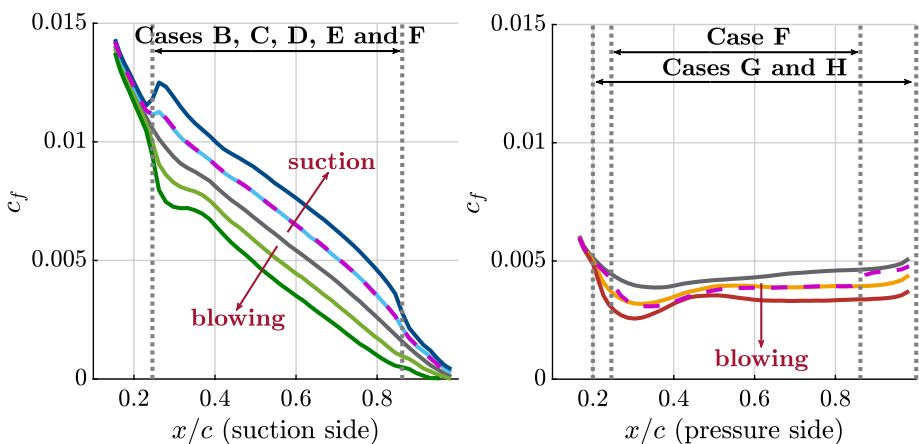 0.015
Cases B, C, D, E and F
0.01
suction
c_f
0.005
blowing
0
0.2 0.4 0.6 0.8
x/c (suction side)
0.015
Case F
Cases G and H
0.01
c_f
0.005
blowing
0
0.2 0.4 0.6 0.8
x/c (pressure side)